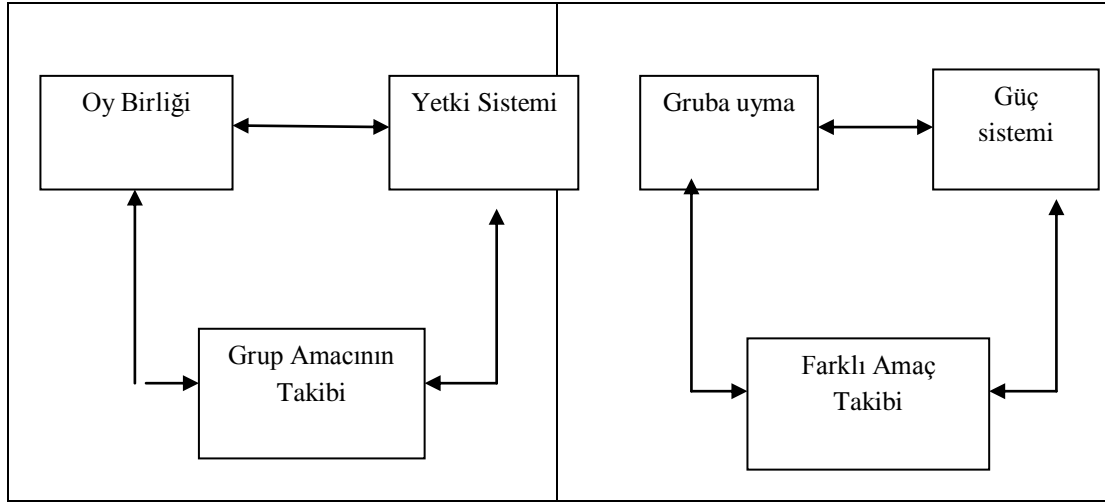 Oy Birliği
Yetki Sistemi
Grup Amacının
Takibi
Gruba uyma
Güç
sistemi
Farklı Amaç
Takibi